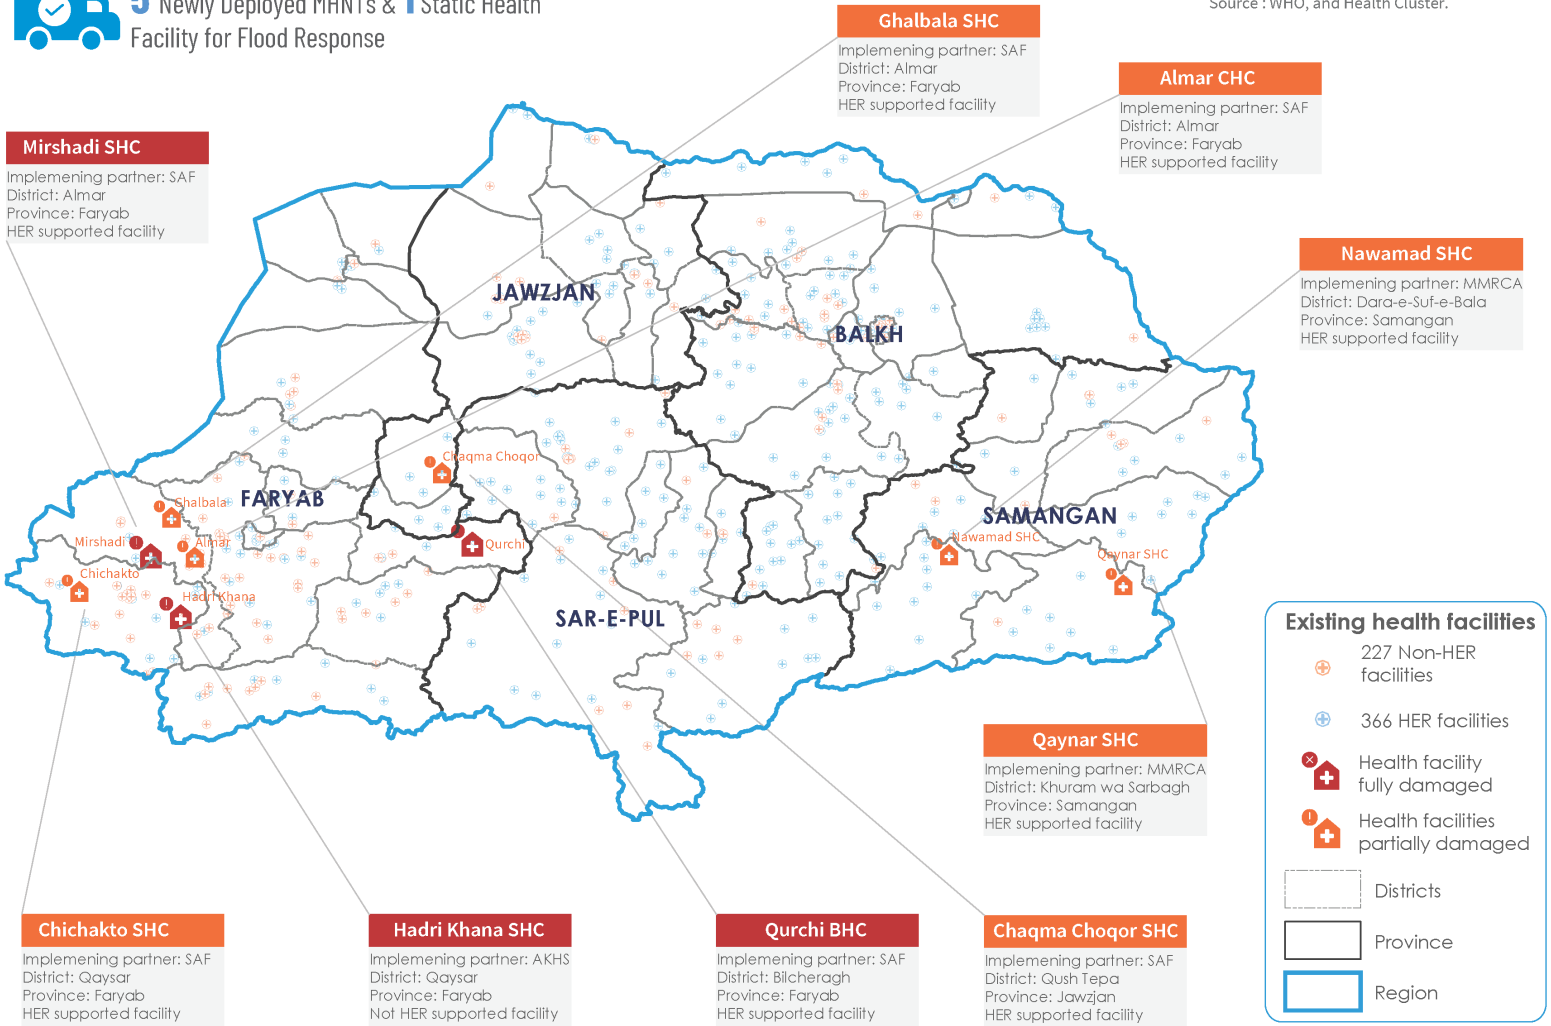 5 Newly Deployed MHNTs & 1 Static Health
Facility for Flood Response
Source : WHO, and Health Cluster.
Ghalbala SHC
Implemening partner: SAF
District: Almar
Province: Faryab
HER supported facility
Almar CHC
Implemening partner: SAF
District: Almar
Province: Faryab
HER supported facility
Mirshadi SHC
Implemening partner: SAF
District: Almar
Province: Faryab
HER supported facility
Nawamad SHC
Implemening partner: MMRCA
District: Dara-e-Suf-e-Bala
Province: Samangan
HER supported facility
JAWZJAN
BALKH
Chaqma Choqor
FARYAB
Ghalbala
SAMANGAN
Mirshadi
Almar
Qurchi
Nawamad SHC
Qaynar SHC
Chichakto
Hadri Khana
SAR-E-PUL
Existing health facilities
227 Non-HER
facilities
366 HER facilities
Health facility
fully damaged
Health facilities
partially damaged
Districts
Province
Region
Qaynar SHC
Implemening partner: MMRCA
District: Khuram wa Sarbagh
Province: Samangan
HER supported facility
Chichakto SHC
Implemening partner: SAF
District: Qaysar
Province: Faryab
HER supported facility
Hadri Khana SHC
Implemening partner: AKHS
District: Qaysar
Province: Faryab
Not HER supported facility
Qurchi BHC
Implemening partner: SAF
District: Bilcheragh
Province: Faryab
HER supported facility
Chaqma Choqor SHC
Implemening partner: SAF
District: Qush Tepa
Province: Jawzjan
HER supported facility